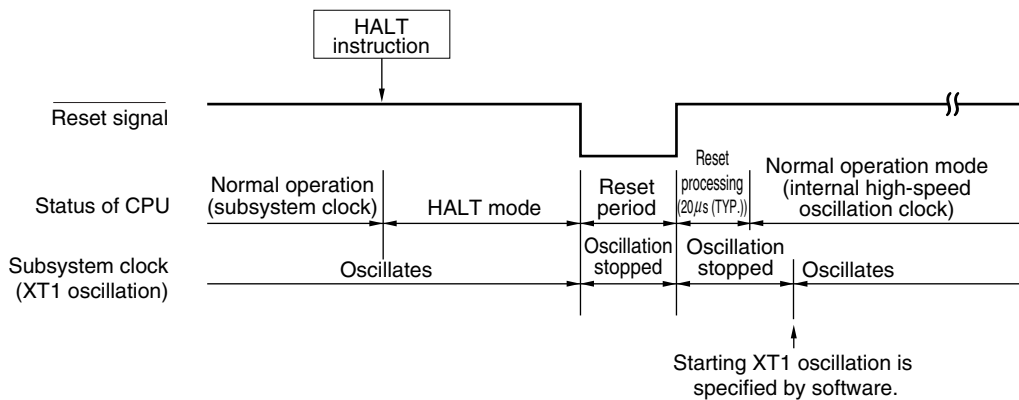 HALT
instruction
Reset signal
Status of CPU
Normal operation
(subsystem clock)
HALT mode
Reset
period
Reset
processing
(20μs (TYP.))
Normal operation mode
(internal high-speed
oscillation clock)
Subsystem clock
(XT1 oscillation)
Oscillates
Oscillation
stopped
Oscillation
stopped
Oscillates
Starting XT1 oscillation is
specified by software.